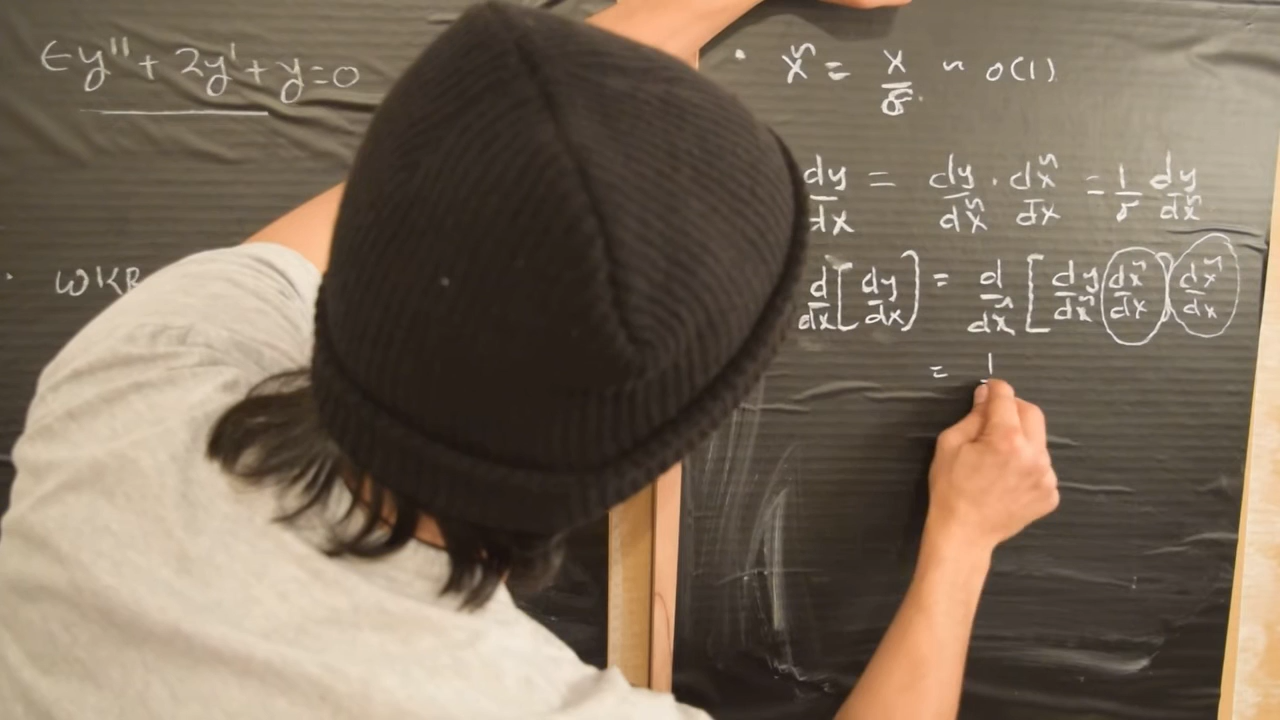 ϵy'' + 2y' + y = 0
· WKB
· x̃ = x/δ ~ o(1)
dy/dx = dy/dx̃ · dx̃/dx = 1/δ dy/dx̃
d/dx [dy/dx] = d/dx̃ [dy/dx̃ dx̃/dx] dx̃/dx
= 1